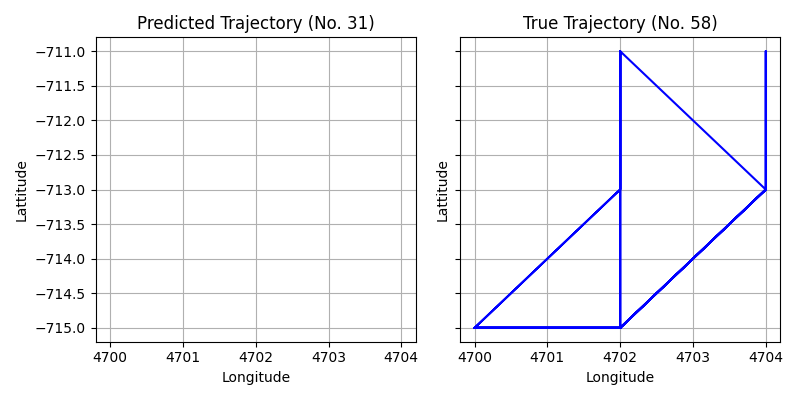 Predicted Trajectory (No. 31)
True Trajectory (No. 58)
−711.0
−711.5
−712.0
−712.5
−713.0
−713.5
−714.0
−714.5
−715.0
Lattitude
Lattitude
4700 4701 4702 4703 4704
4700 4701 4702 4703 4704
Longitude
Longitude